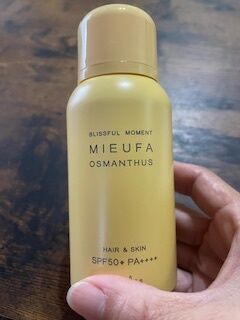 BLISSFUL MOMENT
MIEUFA
OSMANTHUS
HAIR & SKIN
SPF50+ PA++++